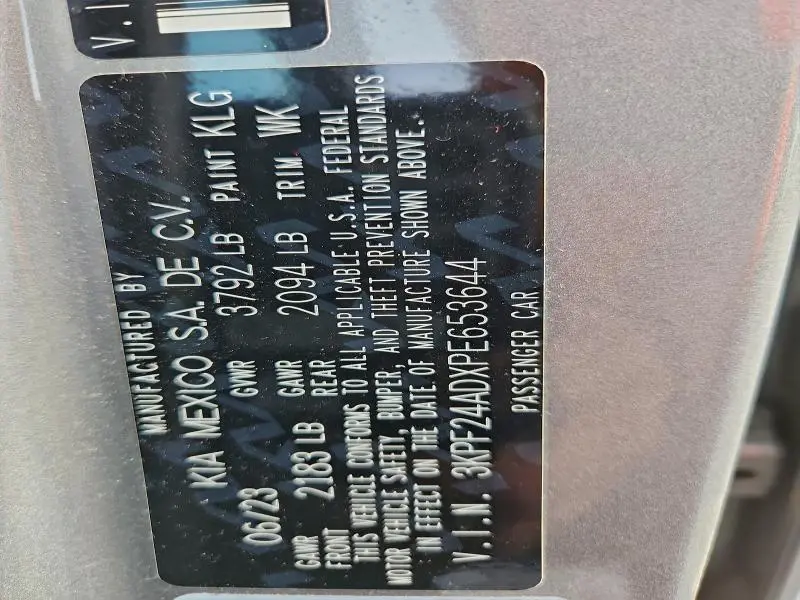 V.I
MANUFACTURED BY
KIA MEXICO S.A. DE C.V.
06/23 GVWR 3792 LB PAINT KLG
GAWR FRONT 2183 LB GAWR REAR 2094 LB TRIM WK
THIS VEHICLE CONFORMS TO ALL APPLICABLE U.S.A. FEDERAL
MOTOR VEHICLE SAFETY, BUMPER, AND THEFT PREVENTION STANDARDS
IN EFFECT ON THE DATE OF MANUFACTURE SHOWN ABOVE.
V.I.N. 3KPF24ADXPE653644
PASSENGER CAR